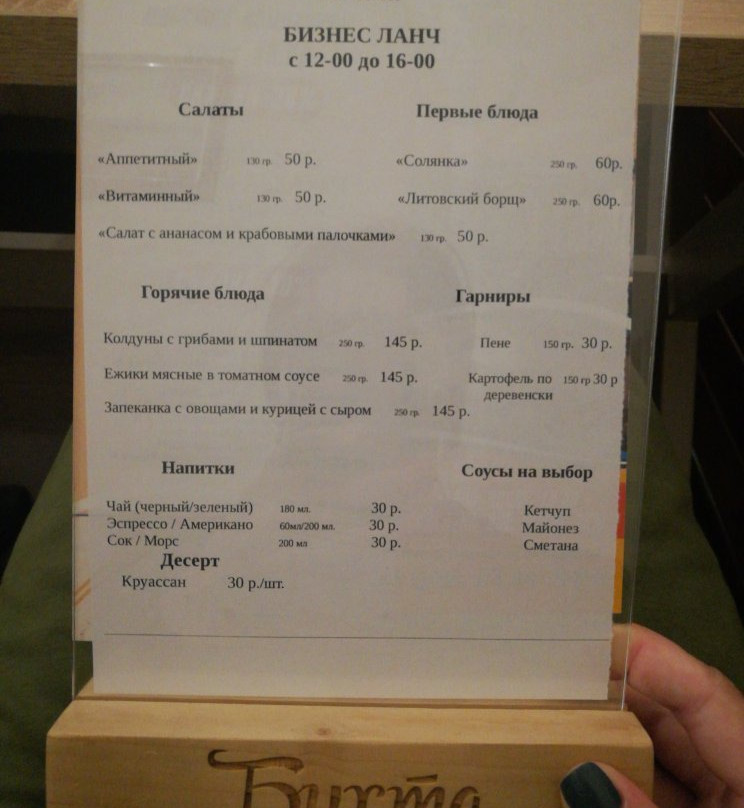 БИЗНЕС ЛАНЧ
с 12-00 до 16-00
Салаты
«Аппетитный» 130 гр. 50 р.
«Витаминный» 130 гр. 50 р.
«Салат с ананасом и крабовыми палочками» 130 гр. 50 р.
Первые блюда
«Солянка» 250 гр. 60р.
«Литовский борщ» 250 гр. 60р.
Горячие блюда
Колдуны с грибами и шпинатом 250 гр. 145 р.
Ежики мясные в томатном соусе 250 гр. 145 р.
Запеканка с овощами и курицей с сыром 250 гр. 145 р.
Гарниры
Пене 150 гр. 30 р.
Картофель по 150 гр 30 р
деревенски
Напитки
Чай (черный/зеленый) 180 мл. 30 р.
Эспрессо / Американо 60мл/200 мл. 30 р.
Сок / Морс 200 мл 30 р.
Десерт
Круассан 30 р./шт.
Соусы на выбор
Кетчуп
Майонез
Сметана
Бухта